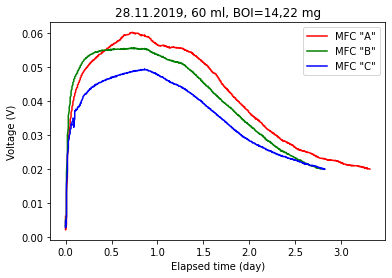 28.11.2019, 60 ml, BOI=14,22 mg
MFC "A"
MFC "B"
MFC "C"
Voltage (V)
0.06
0.05
0.04
0.03
0.02
0.01
0.00
0.0 0.5 1.0 1.5 2.0 2.5 3.0
Elapsed time (day)